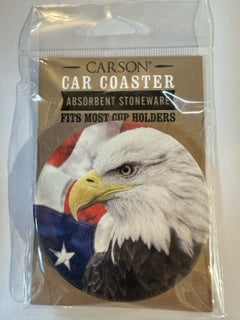 CARSON
CAR COASTER
ABSORBENT STONEWARE
FITS MOST CUP HOLDERS